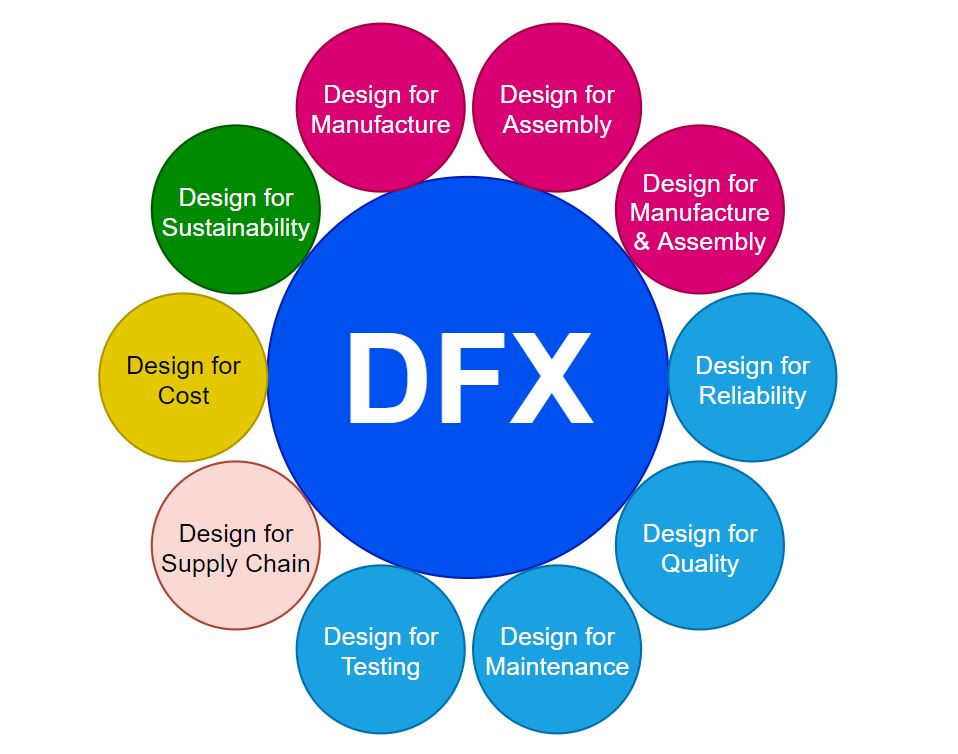 Design for
Manufacture
Design for
Assembly
Design for
Manufacture
& Assembly
Design for
Reliability
Design for
Quality
Design for
Maintenance
Design for
Testing
Design for
Supply Chain
Design for
Cost
Design for
Sustainability
DFX